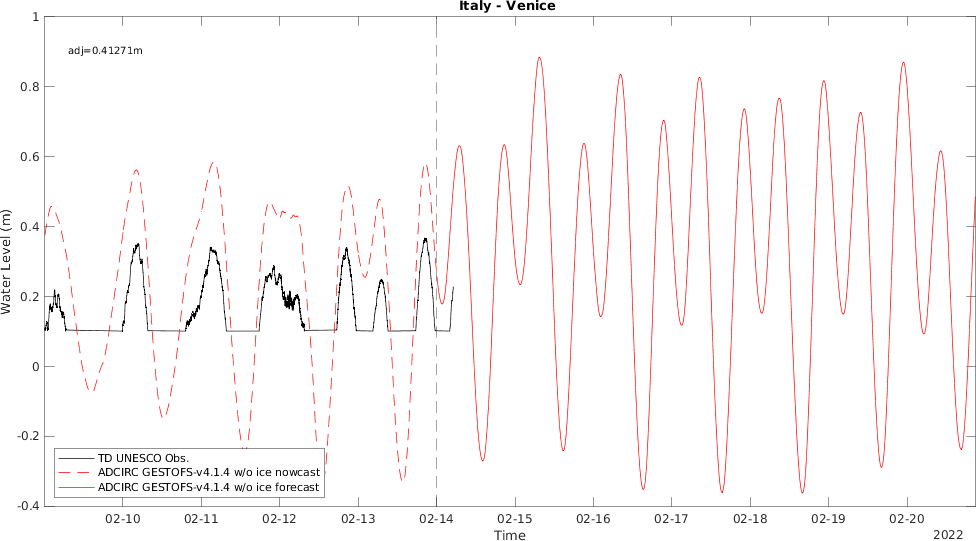 Italy - Venice
adj=0.41271m
1
0.8
0.6
0.4
0.2
0
-0.2
-0.4
Water Level (m)
TD UNESCO Obs.
ADCIRC GESTOFS-v4.1.4 w/o ice nowcast
ADCIRC GESTOFS-v4.1.4 w/o ice forecast
02-10 02-11 02-12 02-13 02-14 02-15 02-16 02-17 02-18 02-19 02-20
Time
2022